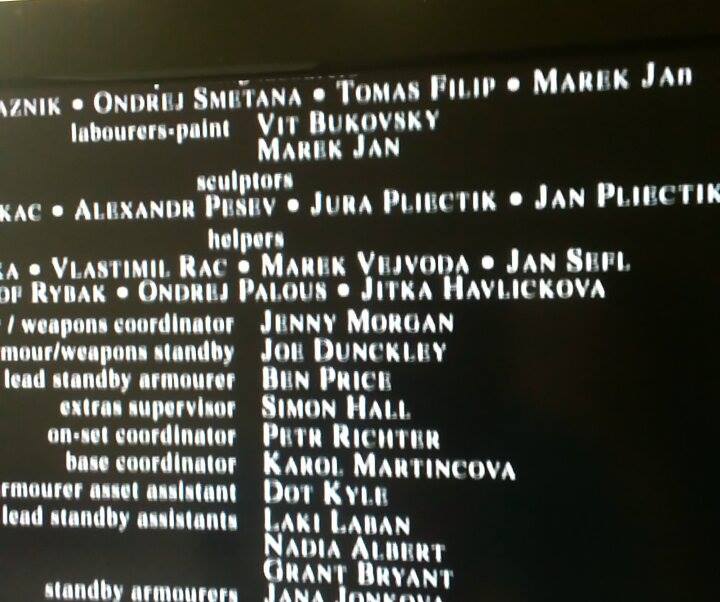 AZNIK • ONDREJ SMETANA • TOMAS FILIP • MAREK JAN
labourers-paint VIT BUKOVSKY
MAREK JAN
sculptors
KAC • ALEXANDR PESEV • JURA PLIECTIK • JAN PLIECTIK
helpers
KA • VLASTIMIL RAC • MAREK VEJVODA • JAN SEFL
OF RYBAK • ONDREJ PALOUS • JITKA HAVLICKOVA
/ weapons coordinator JENNY MORGAN
mour/weapons standby JOE DUNCKLEY
lead standby armourer BEN PRICE
extras supervisor SIMON HALL
on-set coordinator PETR RICHTER
base coordinator KAROL MARTINCOVA
rmourer asset assistant DOT KYLE
lead standby assistants LAKI LABAN
NADIA ALBERT
GRANT BRYANT
standby armourers JANA JONKOVA